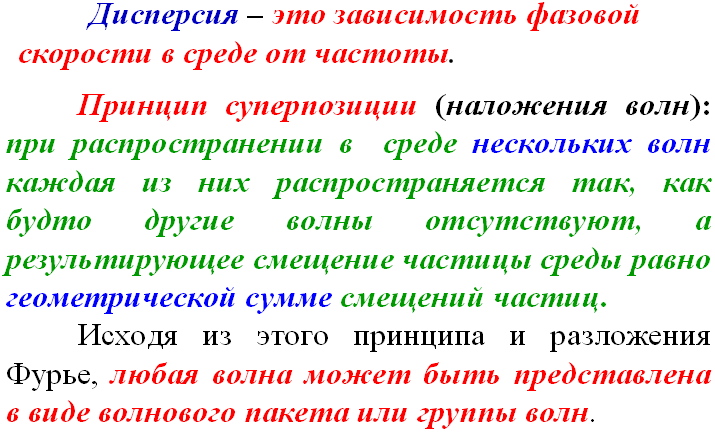 Дисперсия – это зависимость фазовой
скорости в среде от частоты.
Принцип суперпозиции (наложения волн):
при распространении в среде нескольких волн
каждая из них распространяется так, как
будто другие волны отсутствуют, а
результирующее смещение частицы среды равно
геометрической сумме смещений частиц.
Исходя из этого принципа и разложения
Фурье, любая волна может быть представлена
в виде волнового пакета или группы волн.